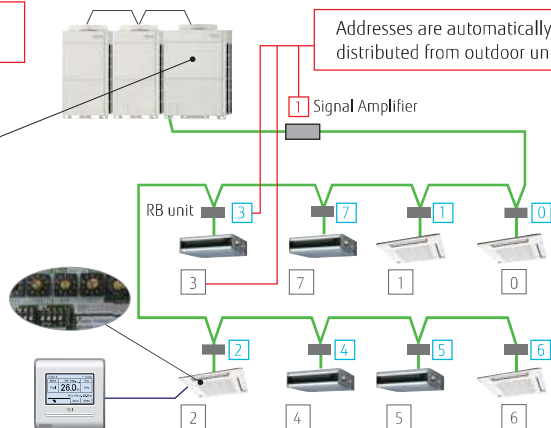 Addresses are automatically
distributed from outdoor un
1 Signal Amplifier
RB unit 3 7 1 0
3 7 1 0
2 4 5 6
26.0
2 4 5 6